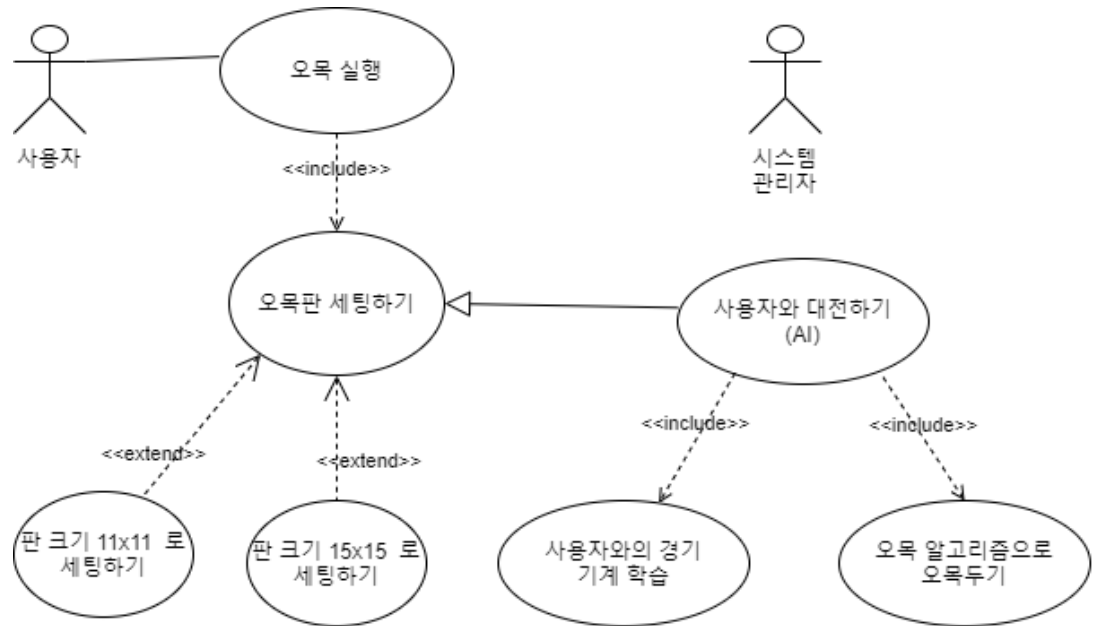 오목 실행
사용자
시스템
관리자
<<include>>
오목판 세팅하기
사용자와 대전하기
(AI)
<<include>>
<<include>>
<<extend>>
<<extend>>
판 크기 11x11 로
세팅하기
판 크기 15x15 로
세팅하기
사용자와의 경기
기계 학습
오목 알고리즘으로
오목두기